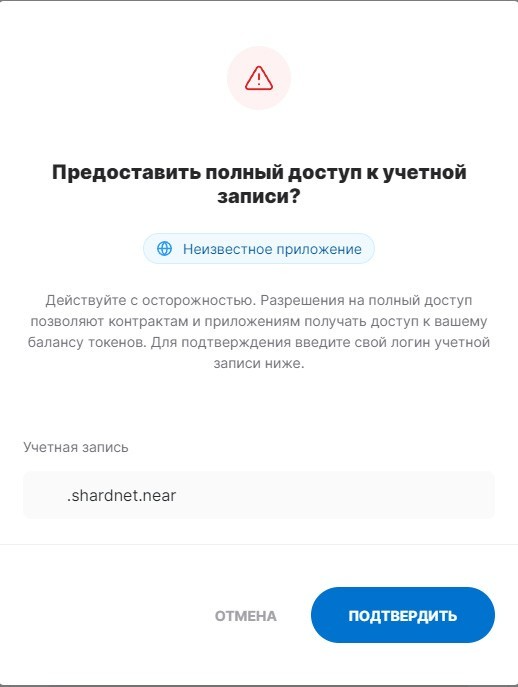 Предоставить полный доступ к учетной
записи?
Неизвестное приложение
Действуйте с осторожностью. Разрешения на полный доступ
позволяют контрактам и приложениям получать доступ к вашему
балансу токенов. Для подтверждения введите свой логин учетной
записи ниже.
Учетная запись
.shardnet.near
ОТМЕНА
ПОДТВЕРДИТЬ